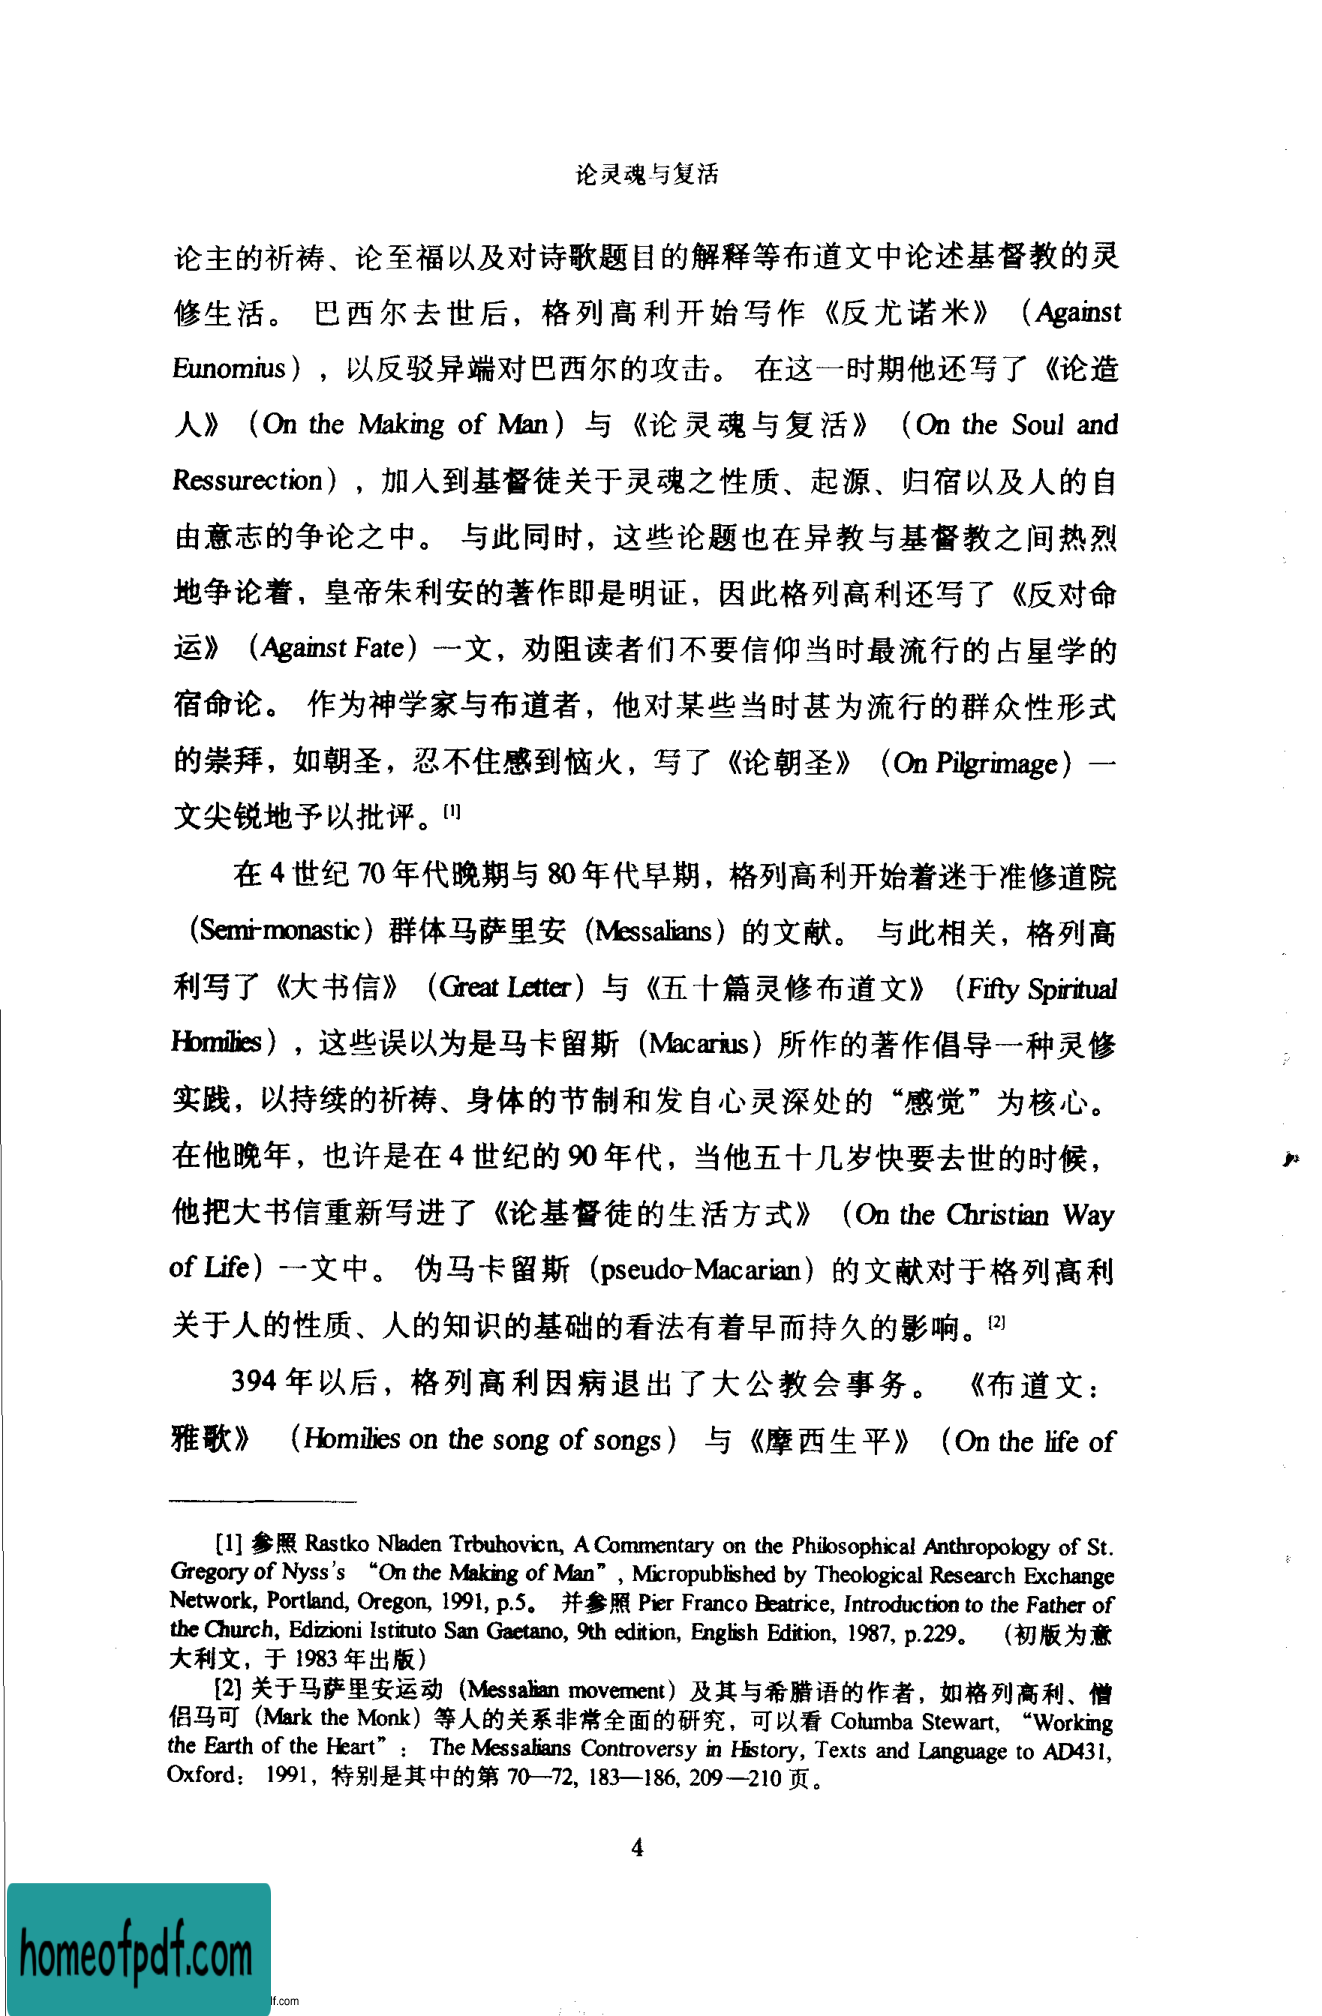 论灵魂与复活
论主的祈祷、论至福以及对诗歌题目的解释等布道文中论述基督教的灵
修生活。 巴西尔去世后，格列高利开始写作《反尤诺米》（Against
Eunomius），以反驳异端对巴西尔的攻击。 在这一时期他还写了《论造
人》（On the Making of Man）与《论灵魂与复活》（On the Soul and
Ressurection），加入到基督徒关于灵魂之性质、起源、归宿以及人的自
由意志的争论之中。 与此同时，这些论题也在异教与基督教之间热烈
地争论着，皇帝朱利安的著作即是明证，因此格列高利还写了《反对命
运》（Against Fate）一文，劝阻读者们不要信仰当时最流行的占星学的
宿命论。 作为神学家与布道者，他对某些当时甚为流行的群众性形式
的崇拜，如朝圣，忍不住感到恼火，写了《论朝圣》（On Pilgrimage）一
文尖锐地予以批评。[1]
在 4 世纪 70 年代晚期与 80 年代早期，格列高利开始着迷于准修道院
（Semi-monastic）群体马萨里安（Messalians）的文献。 与此相关，格列高
利写了《大书信》（Great Letter）与《五十篇灵修布道文》（Fifty Spiritual
Homilies），这些误以为是马卡留斯（Macarius）所作的著作倡导一种灵修
实践，以持续的祈祷、身体的节制和发自心灵深处的“感觉”为核心。
在他晚年，也许是在 4 世纪的 90 年代，当他五十几岁快要去世的时候，
他把大书信重新写进了《论基督徒的生活方式》（On the Christian Way
of Life）一文中。 伪马卡留斯（pseudo-Macarian）的文献对于格列高利
关于人的性质、人的知识的基础的看法有着早而持久的影响。[2]
394 年以后，格列高利因病退出了大公教会事务。 《布道文：
雅歌》（Homilies on the song of songs）与《摩西生平》（On the life of
[1] 参照 Rastko Nladen Trbuhovicn, A Commentary on the Philosophical Anthropology of St.
Gregory of Nyss's “On the Making of Man”, Micropublished by Theological Research Exchange
Network, Portland, Oregon, 1991, p.5。 并参照 Pier Franco Beatrice, Introduction to the Father of
the Church, Edizioni Istituto San Gaetano, 9th edition, English Edition, 1987, p.229。 （初版为意
大利文，于 1983 年出版）
[2] 关于马萨里安运动（Messalian movement）及其与希腊语的作者，如格列高利、僧
侣马可（Mark the Monk）等人的关系非常全面的研究，可以看 Columba Stewart, “Working
the Earth of the Heart”： The Messalians Controversy in History, Texts and Language to AD431,
Oxford： 1991，特别是其中的第 70—72, 183—186, 209—210 页。
4
homeofpdf.com
lf.com